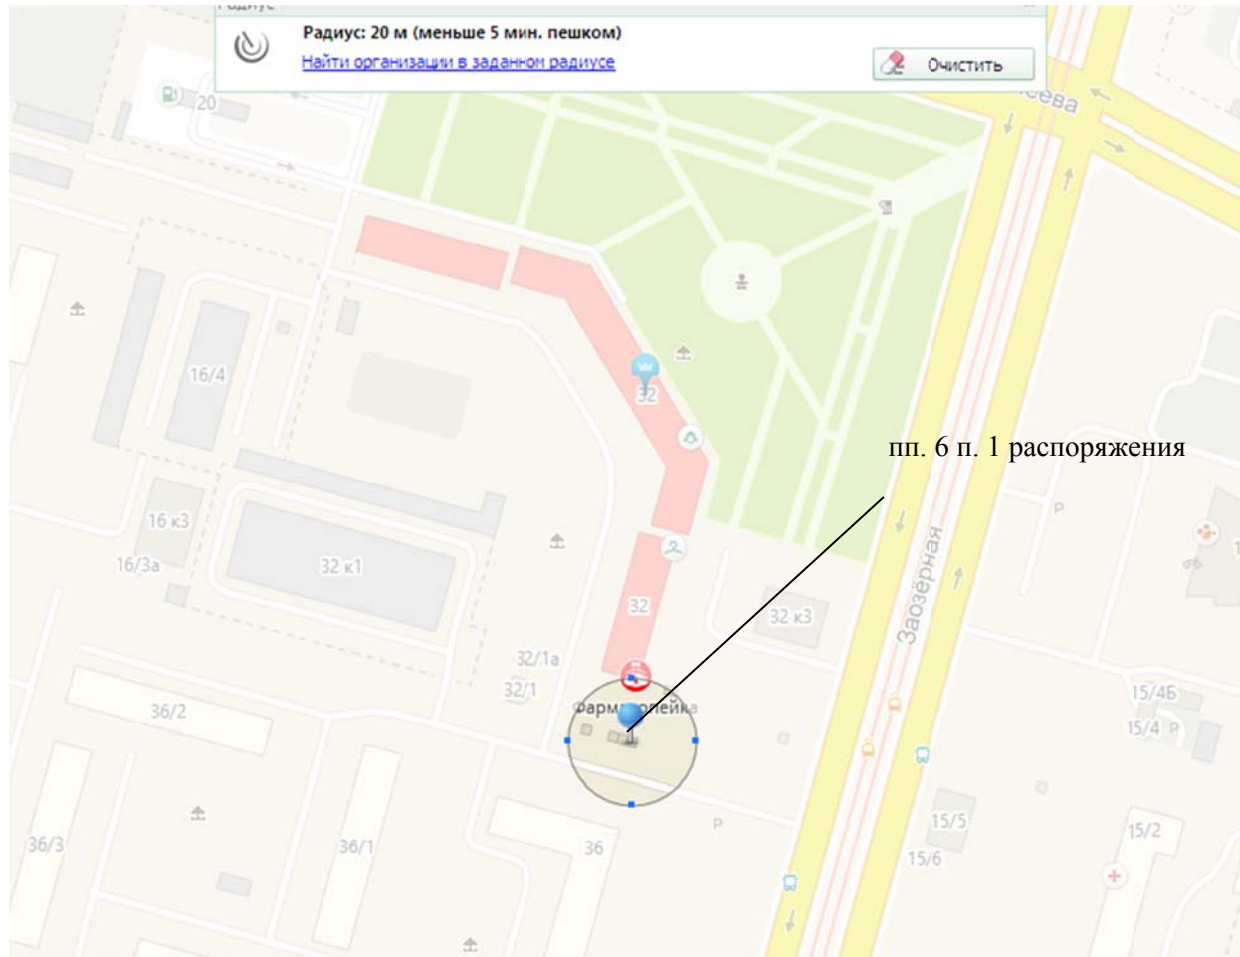 Радиус
Радиус: 20 м (меньше 5 мин. пешком)
Найти организации в заданном радиусе
Очистить
20
16/4
32
пп. 6 п. 1 распоряжения
P
16 к3
16/3а
32 к1
Заозёрная
32
32 к3
32/1а
32/1
36/2
Фармакопейка
15/4Б
15/4 P
P
15/5
15/2
36/3
36/1
36
15/6